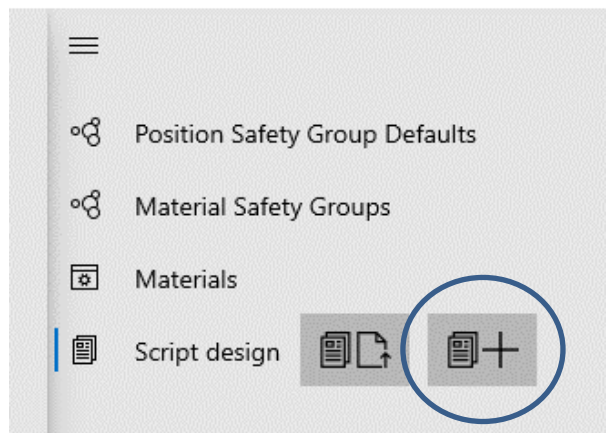 Position Safety Group Defaults
Material Safety Groups
Materials
Script design